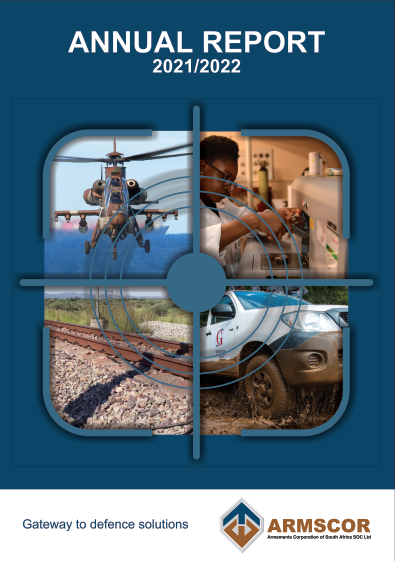 ANNUAL REPORT
2021/2022
Gateway to defence solutions
ARMSCOR
Armaments Corporation of South Africa SOC Ltd